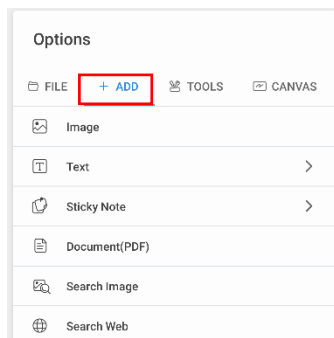 Options
FILE + ADD TOOLS CANVAS
Image
Text
Sticky Note
Document(PDF)
Search Image
Search Web